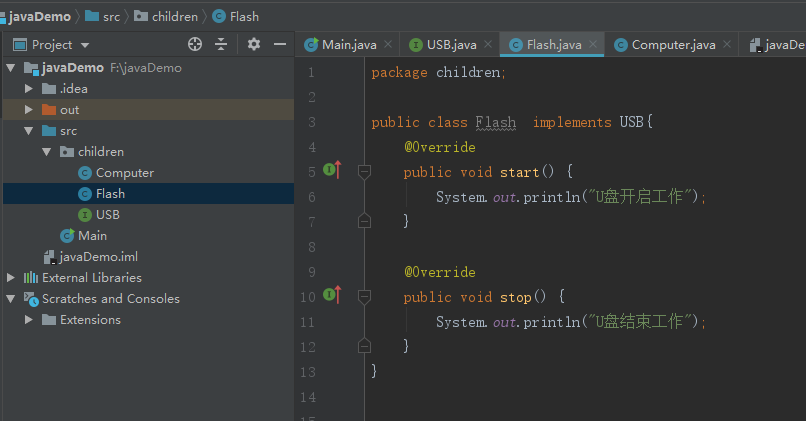 javaDemo src children Flash
Project
Main.java USB.java Flash.java Computer.java javaDe
javaDemo F:\javaDemo
.idea
out
src
children
Computer
Flash
USB
Main
javaDemo.iml
External Libraries
Scratches and Consoles
Extensions
1 package children;
2
3 public class Flash  implements USB{
4 @Override
5 public void start() {
6 System.out.println("U盘开启工作");
7 }
8
9 @Override
10 public void stop() {
11 System.out.println("U盘结束工作");
12 }
13 }
14